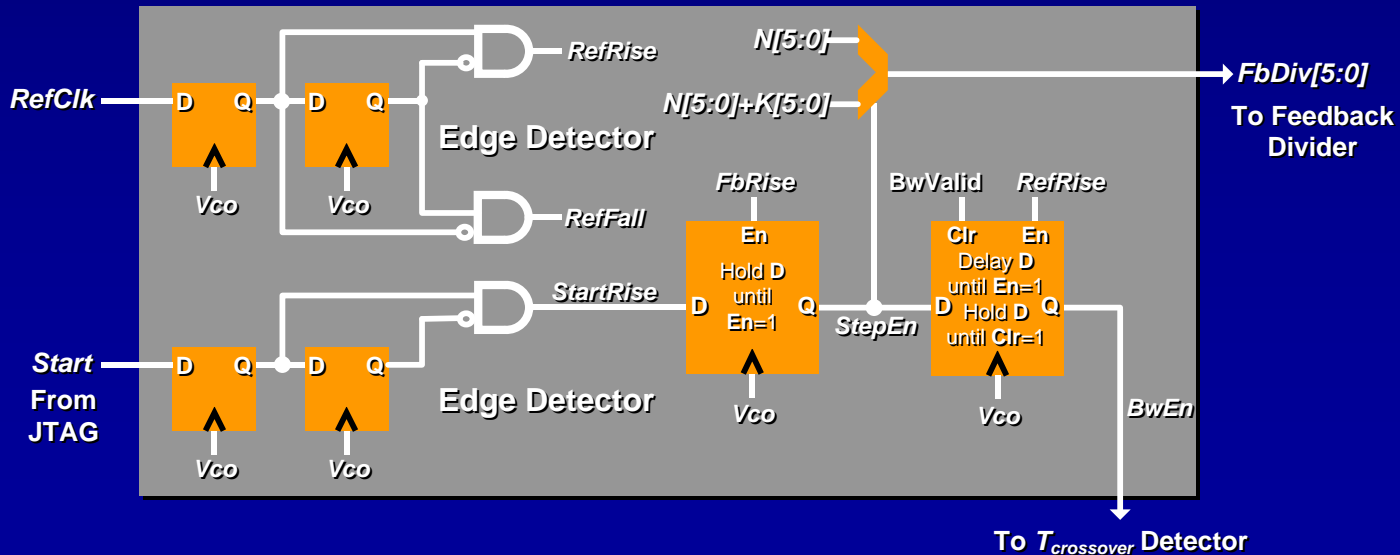 RefClk
D Q
Vco
D Q
Vco
RefRise
Edge Detector
RefFall
N[5:0]
N[5:0]+K[5:0]
FbDiv[5:0]
To Feedback
Divider
Start
From
JTAG
D Q
Vco
D Q
Vco
StartRise
Edge Detector
FbRise
En
Hold D
until
En=1
D Q
Vco
StepEn
BwValid RefRise
Clr En
Delay D
until En=1
D Hold D Q
until Clr=1
Vco
BwEn
To Tcrossover Detector